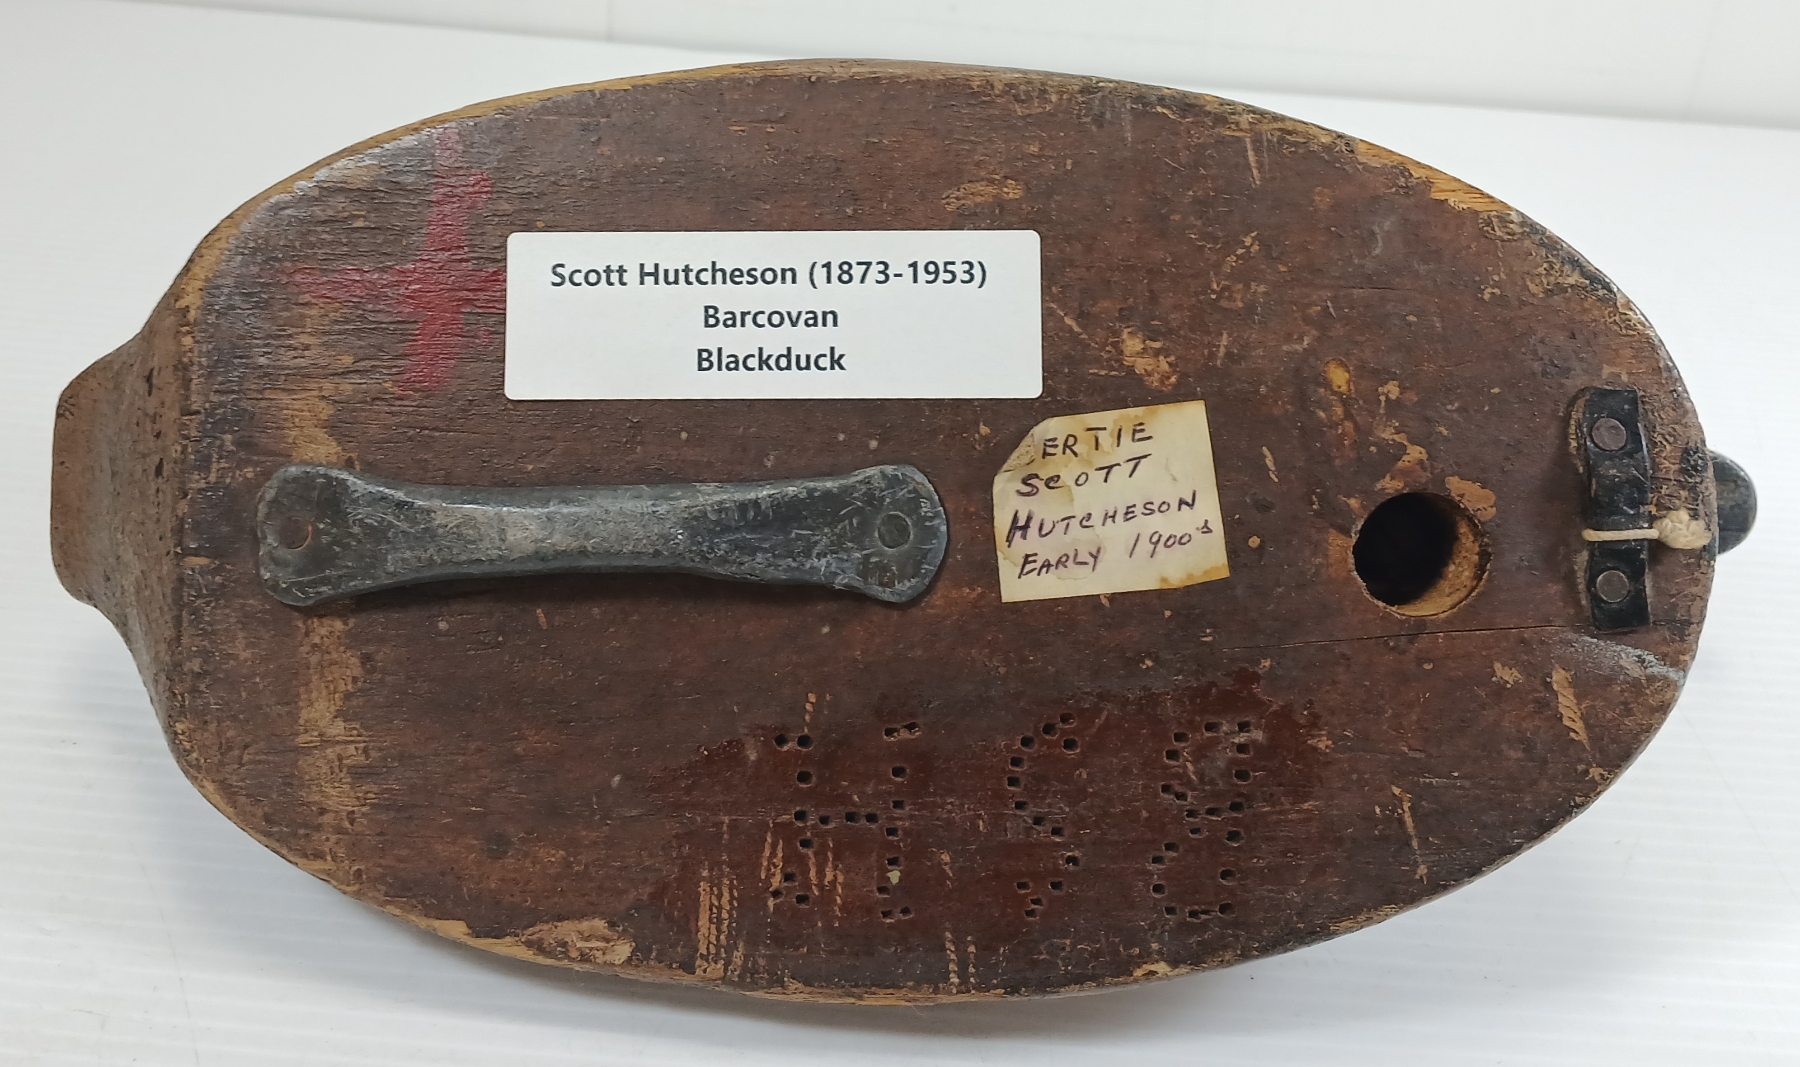 Scott Hutcheson (1873-1953)
Barcovan
Blackduck
ERTIE
SCOTT
HUTCHESON
EARLY 1900's
H S B